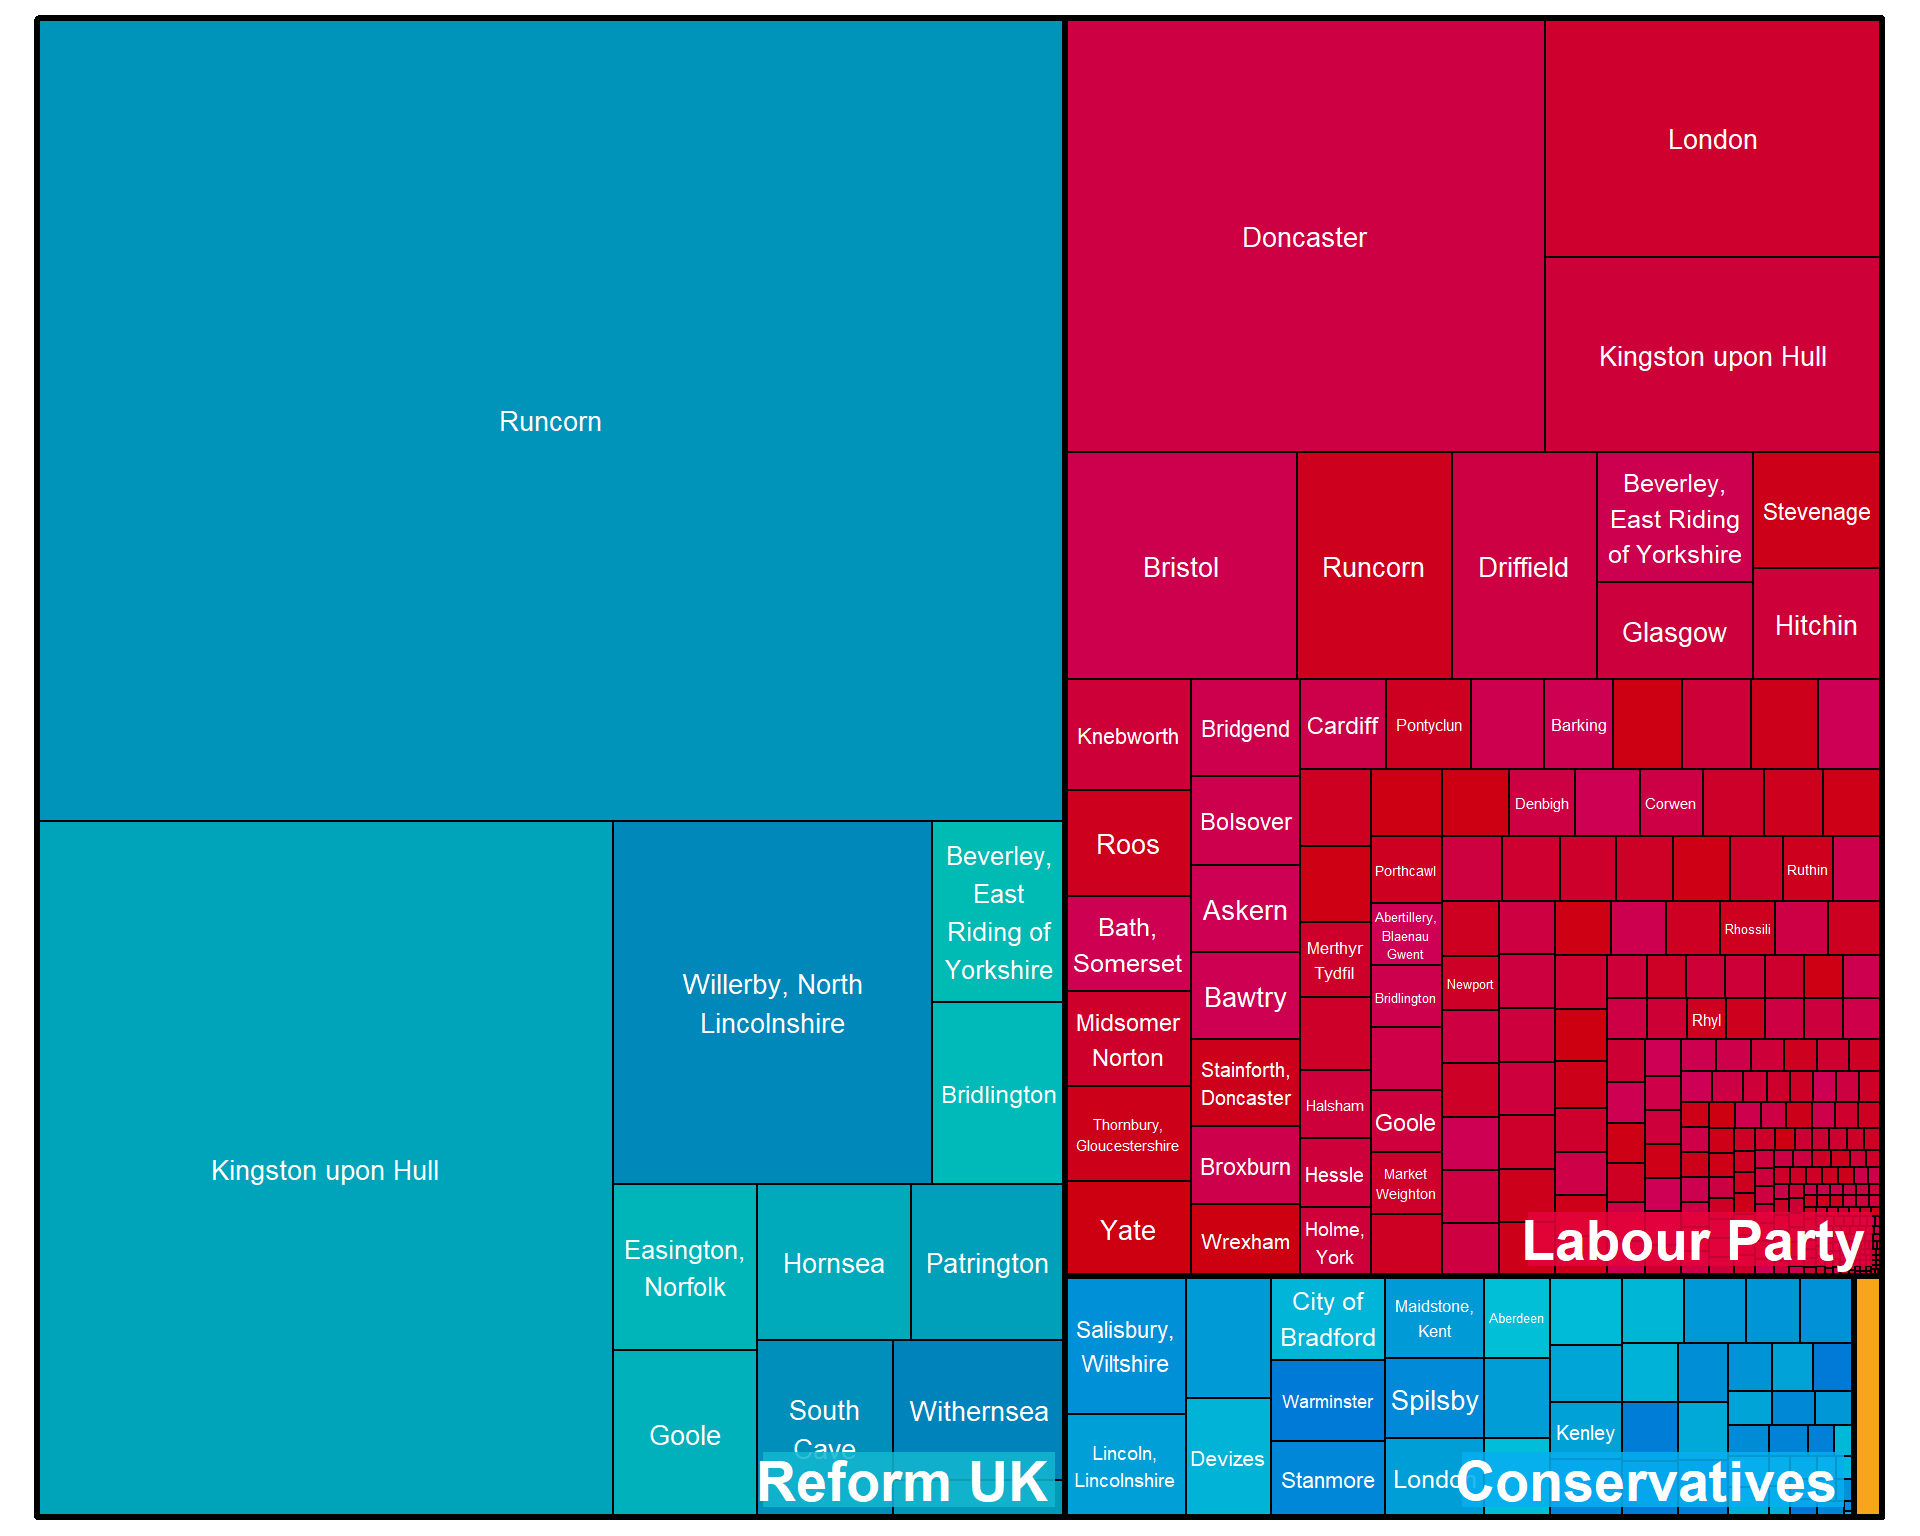 Runcorn
Kingston upon Hull
Willerby, North
Lincolnshire
Beverley,
East
Riding of
Yorkshire
Bridlington
Easington,
Norfolk
Hornsea
Patrington
Goole
South
Cave
Withernsea
Reform UK
Doncaster
London
Kingston upon Hull
Bristol
Runcorn
Driffield
Beverley,
East Riding
of Yorkshire
Glasgow
Stevenage
Hitchin
Knebworth
Roos
Bath,
Somerset
Midsomer
Norton
Thornbury,
Gloucestershire
Yate
Bridgend
Bolsover
Askern
Bawtry
Stainforth,
Doncaster
Broxburn
Wrexham
Cardiff
Pontyclun
Barking
Merthyr
Tydfil
Halsham
Hessle
Holme,
York
Denbigh
Corwen
Porthcawl
Abertillery,
Blaenau
Gwent
Bridlington
Goole
Market
Weighton
Ruthin
Newport
Rhossili
Rhyl
Labour Party
Salisbury,
Wiltshire
Lincoln,
Lincolnshire
Devizes
City of
Bradford
Warminster
Stanmore
Maidstone,
Kent
Spilsby
London
Aberdeen
Kenley
Conservatives